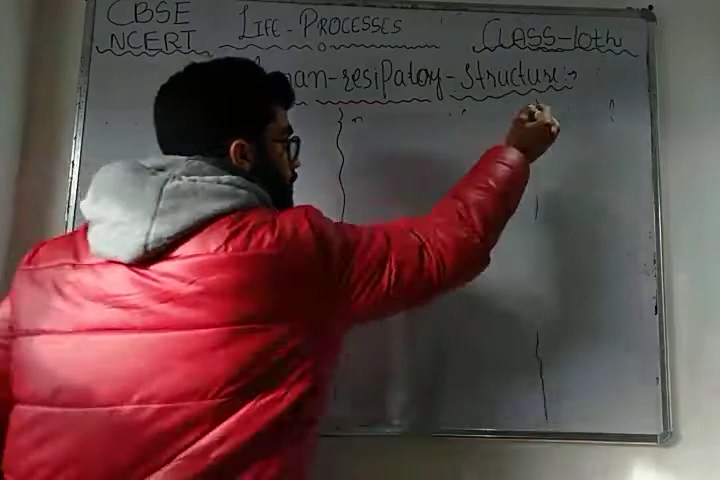 CBSE LIFE-PROCESSES CLASS-10th
NCERT
-resipatory-structure:-